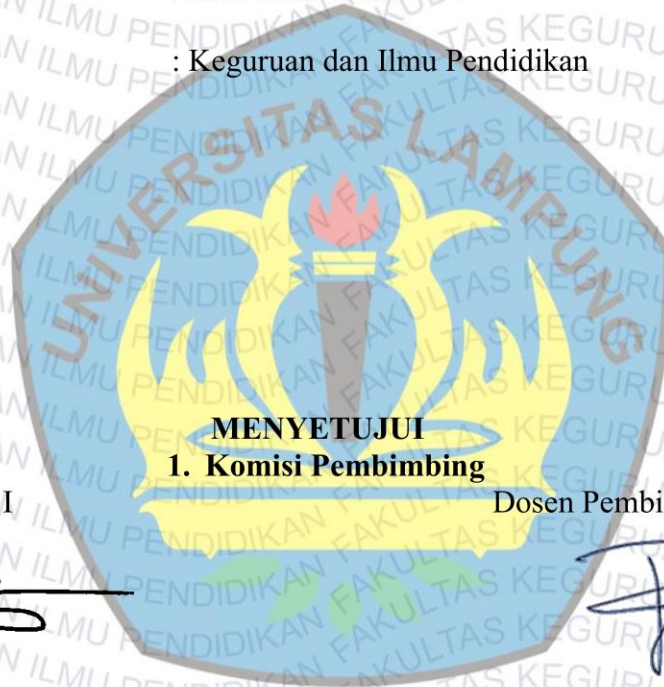 : Keguruan dan Ilmu Pendidikan
UNIVERSITAS LAMPUNG
MENYETUJUI
1. Komisi Pembimbing
I
Dosen Pembi